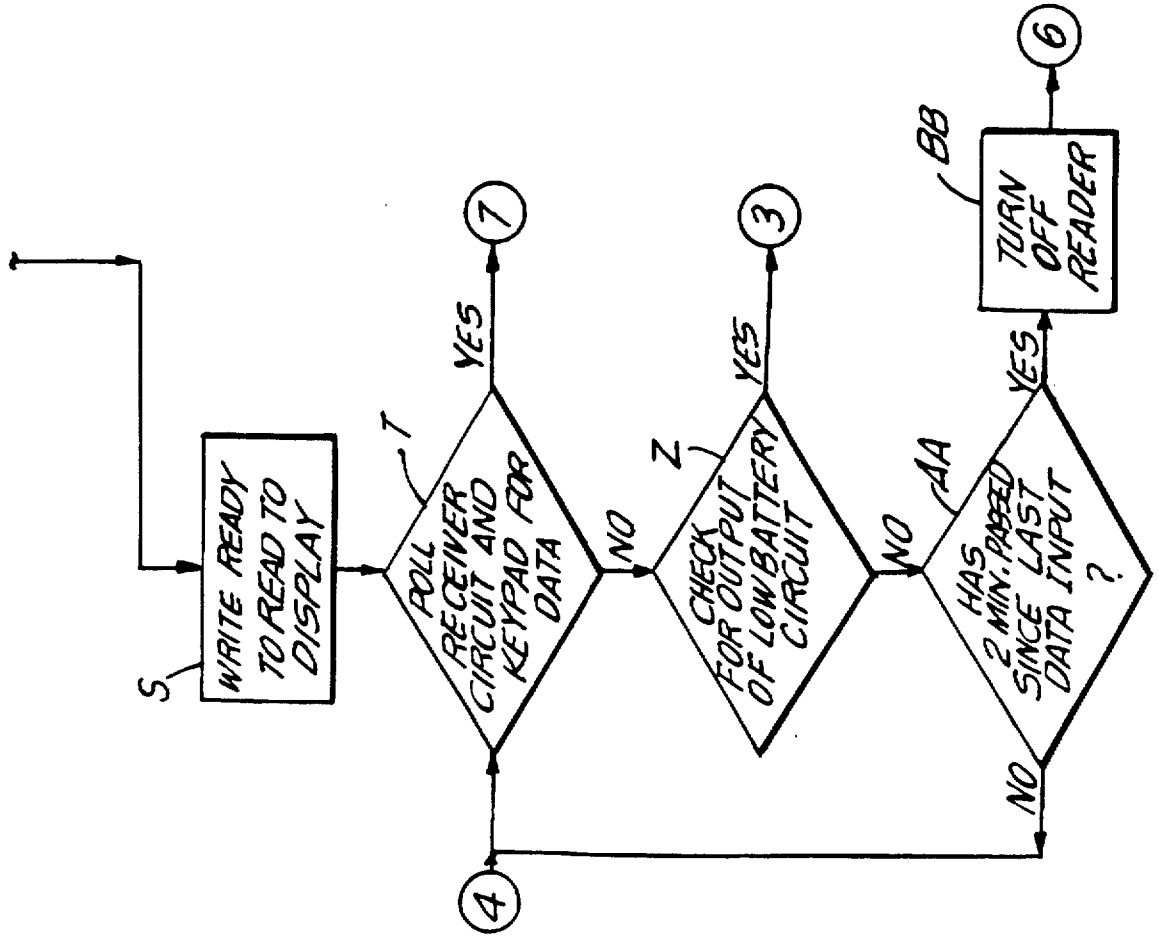 S
WRITE READY
TO READ TO
DISPLAY
T
POLL
RECEIVER
CIRCUIT AND
KEYPAD FOR
DATA
YES
7
4
NO
Z
CHECK
FOR OUTPUT
OF LOW BATTERY
CIRCUIT
YES
3
NO
AA
HAS
2 MIN. PASSED
SINCE LAST
DATA INPUT
?
YES
BB
TURN
OFF
READER
6
NO